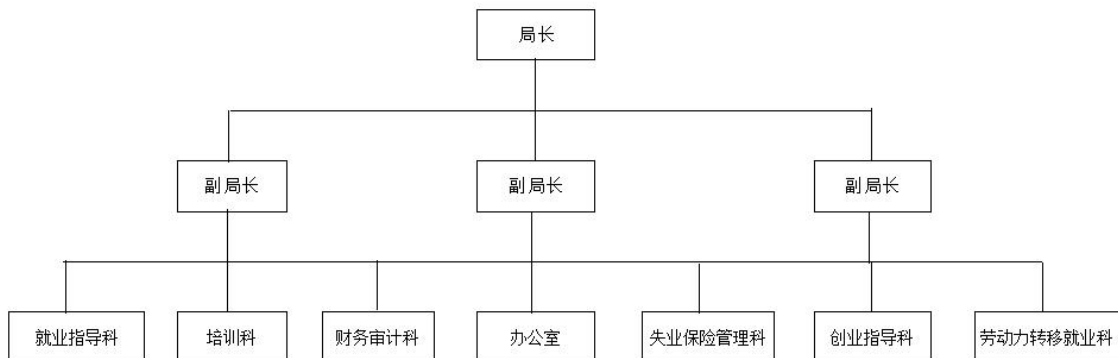 局长
副局长
副局长
副局长
就业指导科
培训科
财务审计科
办公室
失业保险管理科
创业指导科
劳动力转移就业科